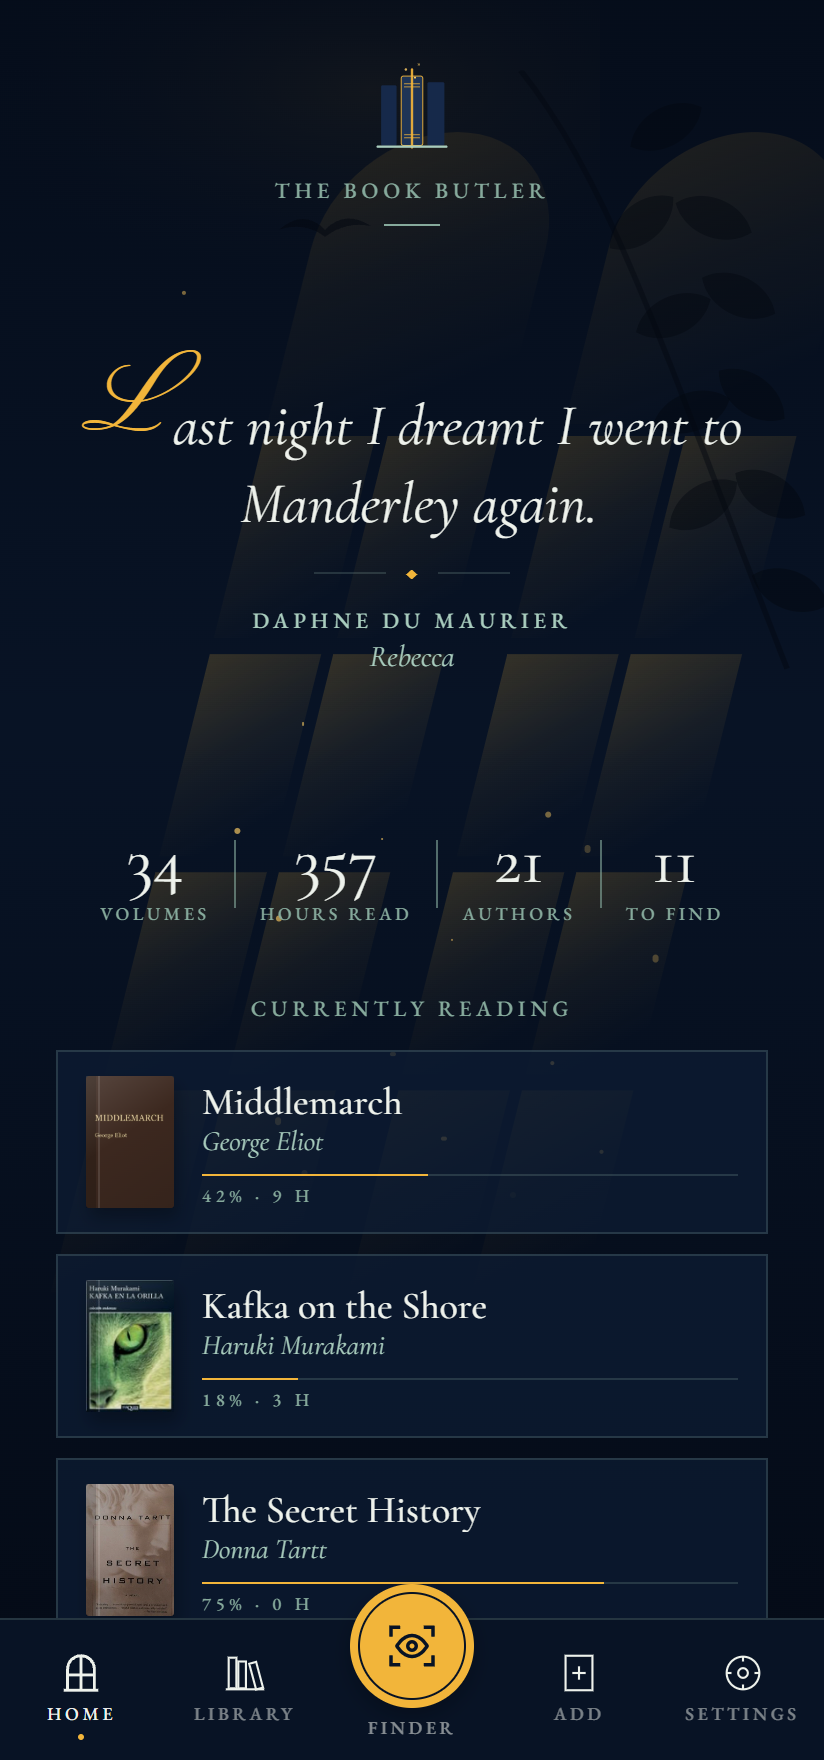 THE BOOK BUTLER
Last night I dreamt I went to
Manderley again.
DAPHNE DU MAURIER
Rebecca
34
VOLUMES
357
HOURS READ
21
AUTHORS
11
TO FIND
CURRENTLY READING
MIDDLEMARCH
George Eliot
Middlemarch
George Eliot
42% · 9 H
Haruki Murakami
KAFKA EN LA ORILLA
Kafka on the Shore
Haruki Murakami
18% · 3 H
DONNA TARTT
THE
SECRET
HISTORY
The Secret History
Donna Tartt
75% · 0 H
HOME
LIBRARY
FINDER
ADD
SETTINGS